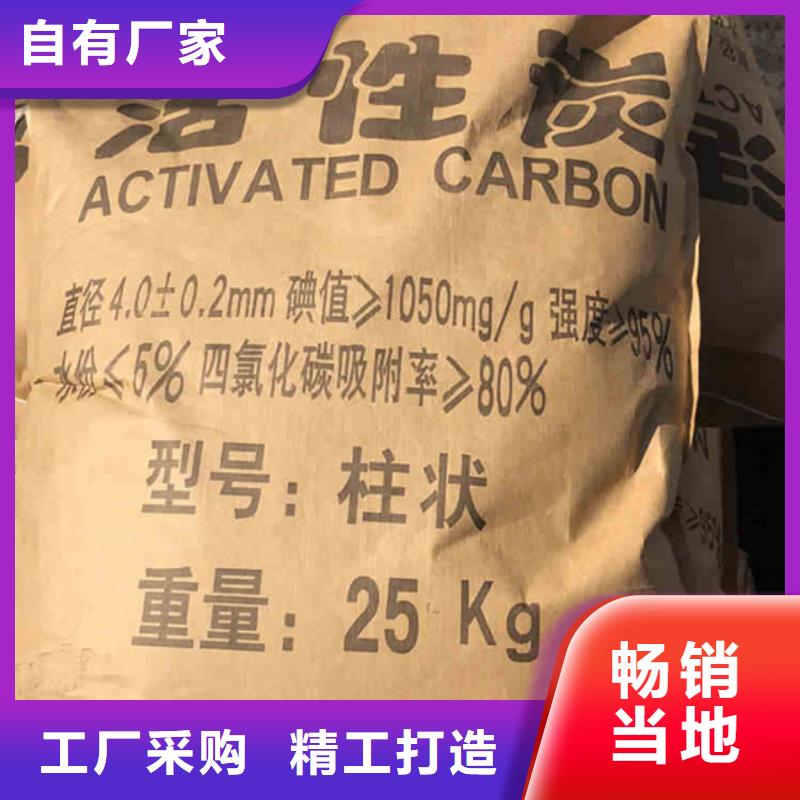 自有厂家
活性炭
ACTIVATED CARBON
直径4.0±0.2mm 碘值≥1050mg/g 强度≥95%
水份≤5% 四氯化碳吸附率≥80%
型号：柱状
重量：25 Kg
ACT
≥95%
工厂采购 精工打造
畅销
当地